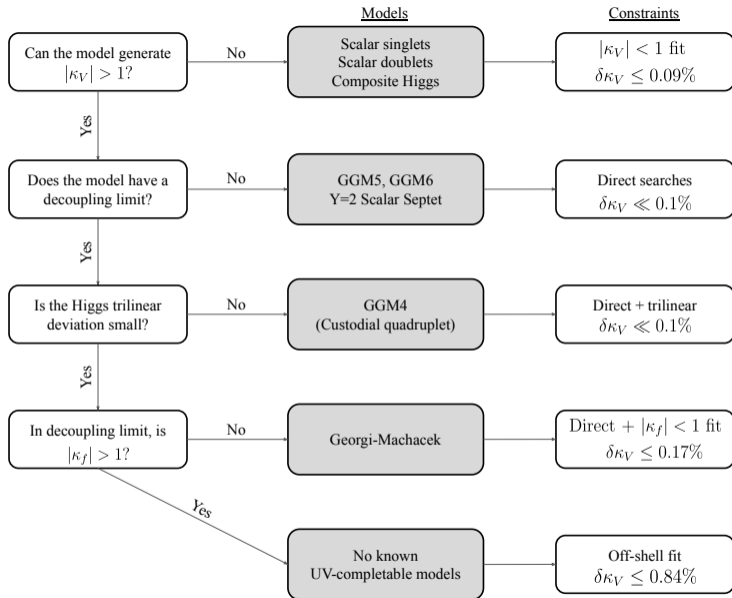 Models
Constraints
Can the model generate
|κ_V| > 1?
No
Scalar singlets
Scalar doublets
Composite Higgs
|κ_V| < 1 fit
δκ_V ≤ 0.09%
Yes
Does the model have a
decoupling limit?
No
GGM5, GGM6
Y=2 Scalar Septet
Direct searches
δκ_V ≪ 0.1%
Yes
Is the Higgs trilinear
deviation small?
No
GGM4
(Custodial quadruplet)
Direct + trilinear
δκ_V ≪ 0.1%
Yes
In decoupling limit, is
|κ_f| > 1?
No
Georgi-Machacek
Direct + |κ_f| < 1 fit
δκ_V ≤ 0.17%
Yes
No known
UV-completable models
Off-shell fit
δκ_V ≤ 0.84%